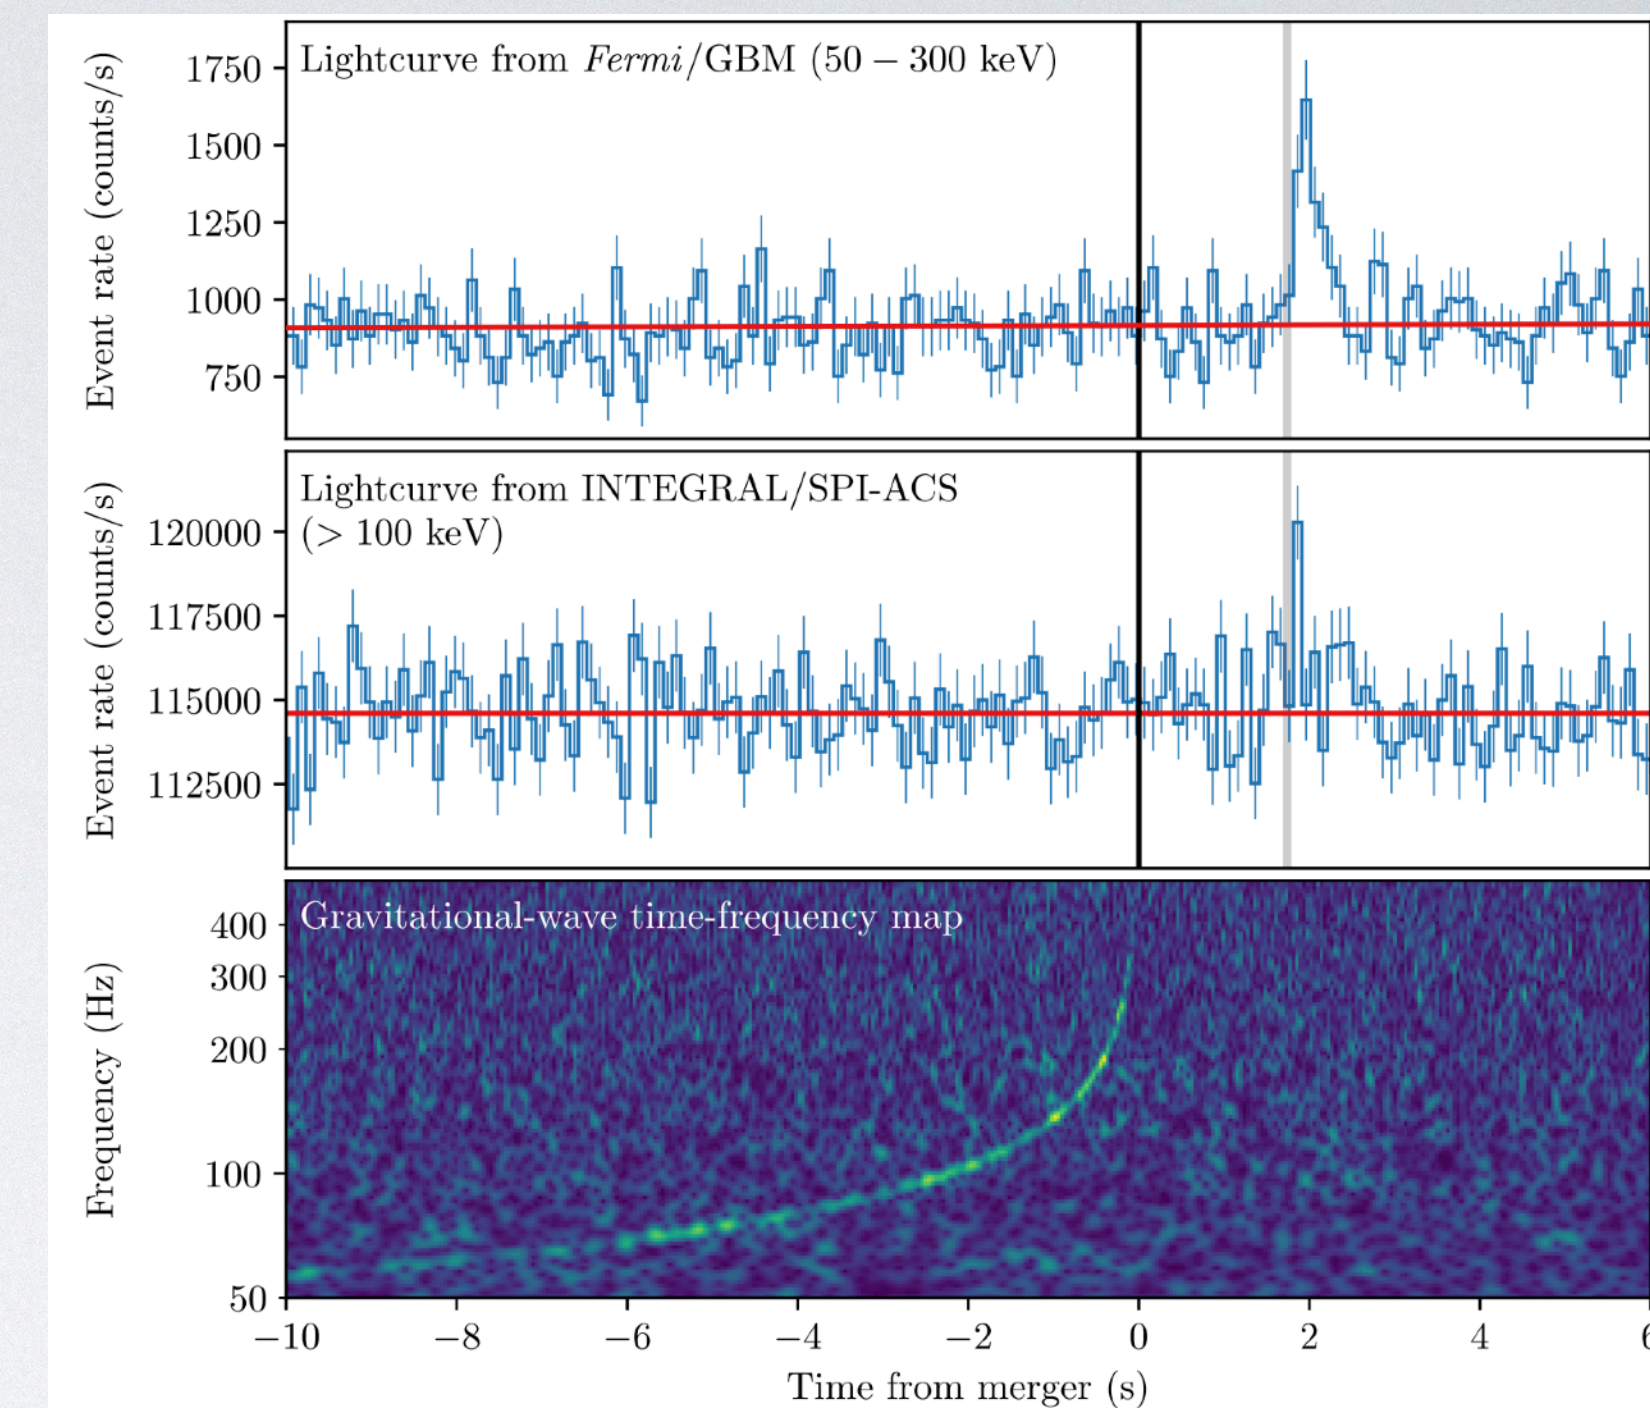 Lightcurve from Fermi/GBM (50 – 300 keV)
Event rate (counts/s)
1750
1500
1250
1000
750
Lightcurve from INTEGRAL/SPI-ACS
(> 100 keV)
Event rate (counts/s)
120000
117500
115000
112500
Gravitational-wave time-frequency map
Frequency (Hz)
400
300
200
100
50
−10 −8 −6 −4 −2 0 2 4 6
Time from merger (s)